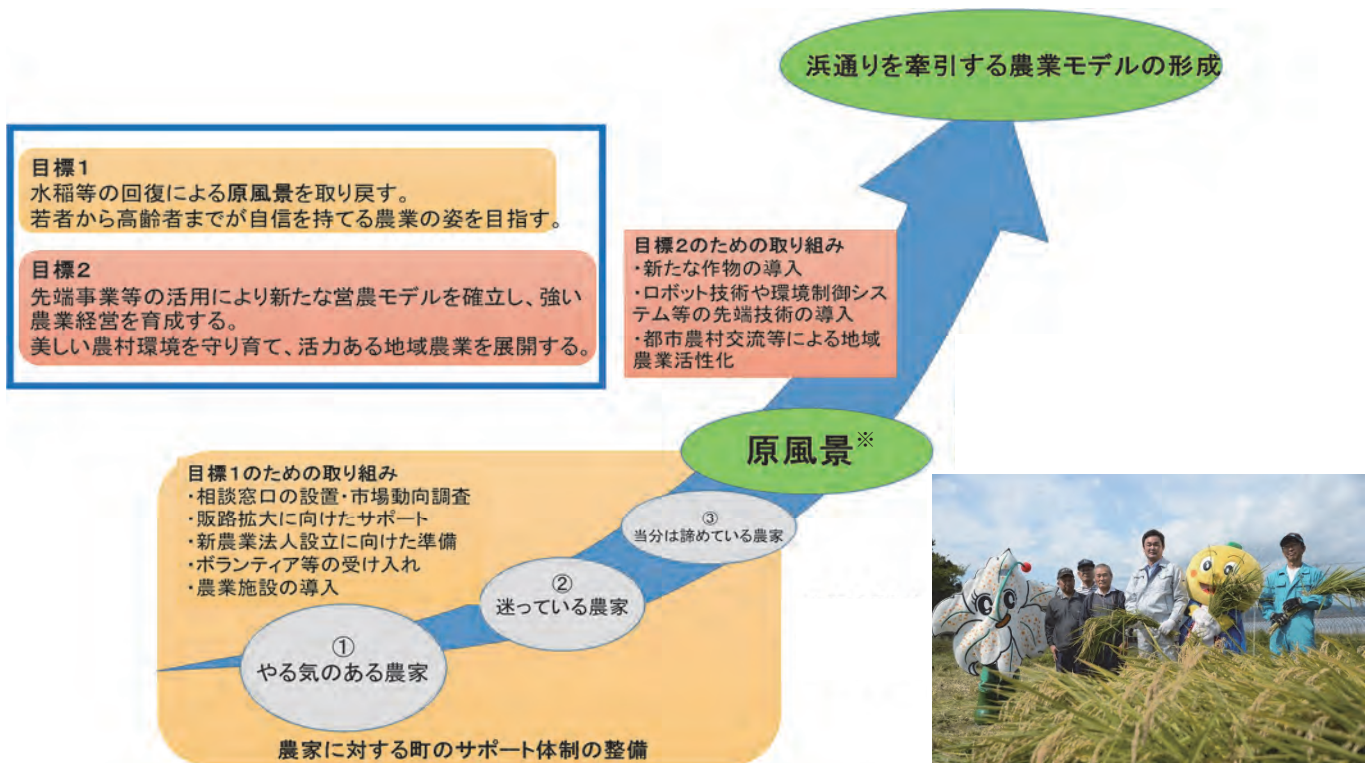 浜通りを牽引する農業モデルの形成
目標1
水稲等の回復による原風景を取り戻す。
若者から高齢者までが自信を持てる農業の姿を目指す。
目標2
先端事業等の活用により新たな営農モデルを確立し、強い
農業経営を育成する。
美しい農村環境を守り育て、活力ある地域農業を展開する。
目標2のための取り組み
・新たな作物の導入
・ロボット技術や環境制御シス
テム等の先端技術の導入
・都市農村交流等による地域
農業活性化
原風景※
目標1のための取り組み
・相談窓口の設置・市場動向調査
・販路拡大に向けたサポート
・新農業法人設立に向けた準備
・ボランティア等の受け入れ
・農業施設の導入
①
やる気のある農家
②
迷っている農家
③
当分は諦めている農家
農家に対する町のサポート体制の整備